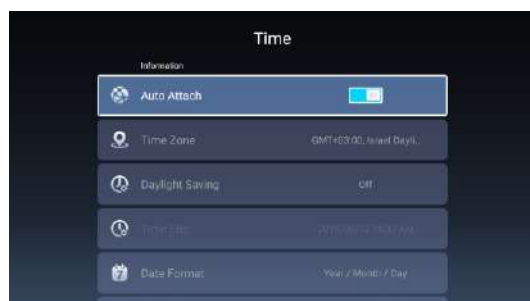 Time
Information
Auto Attach
Time Zone
GMT+03:00, Israel Dayli..
Daylight Saving
Off
Date Format
Year / Month / Day